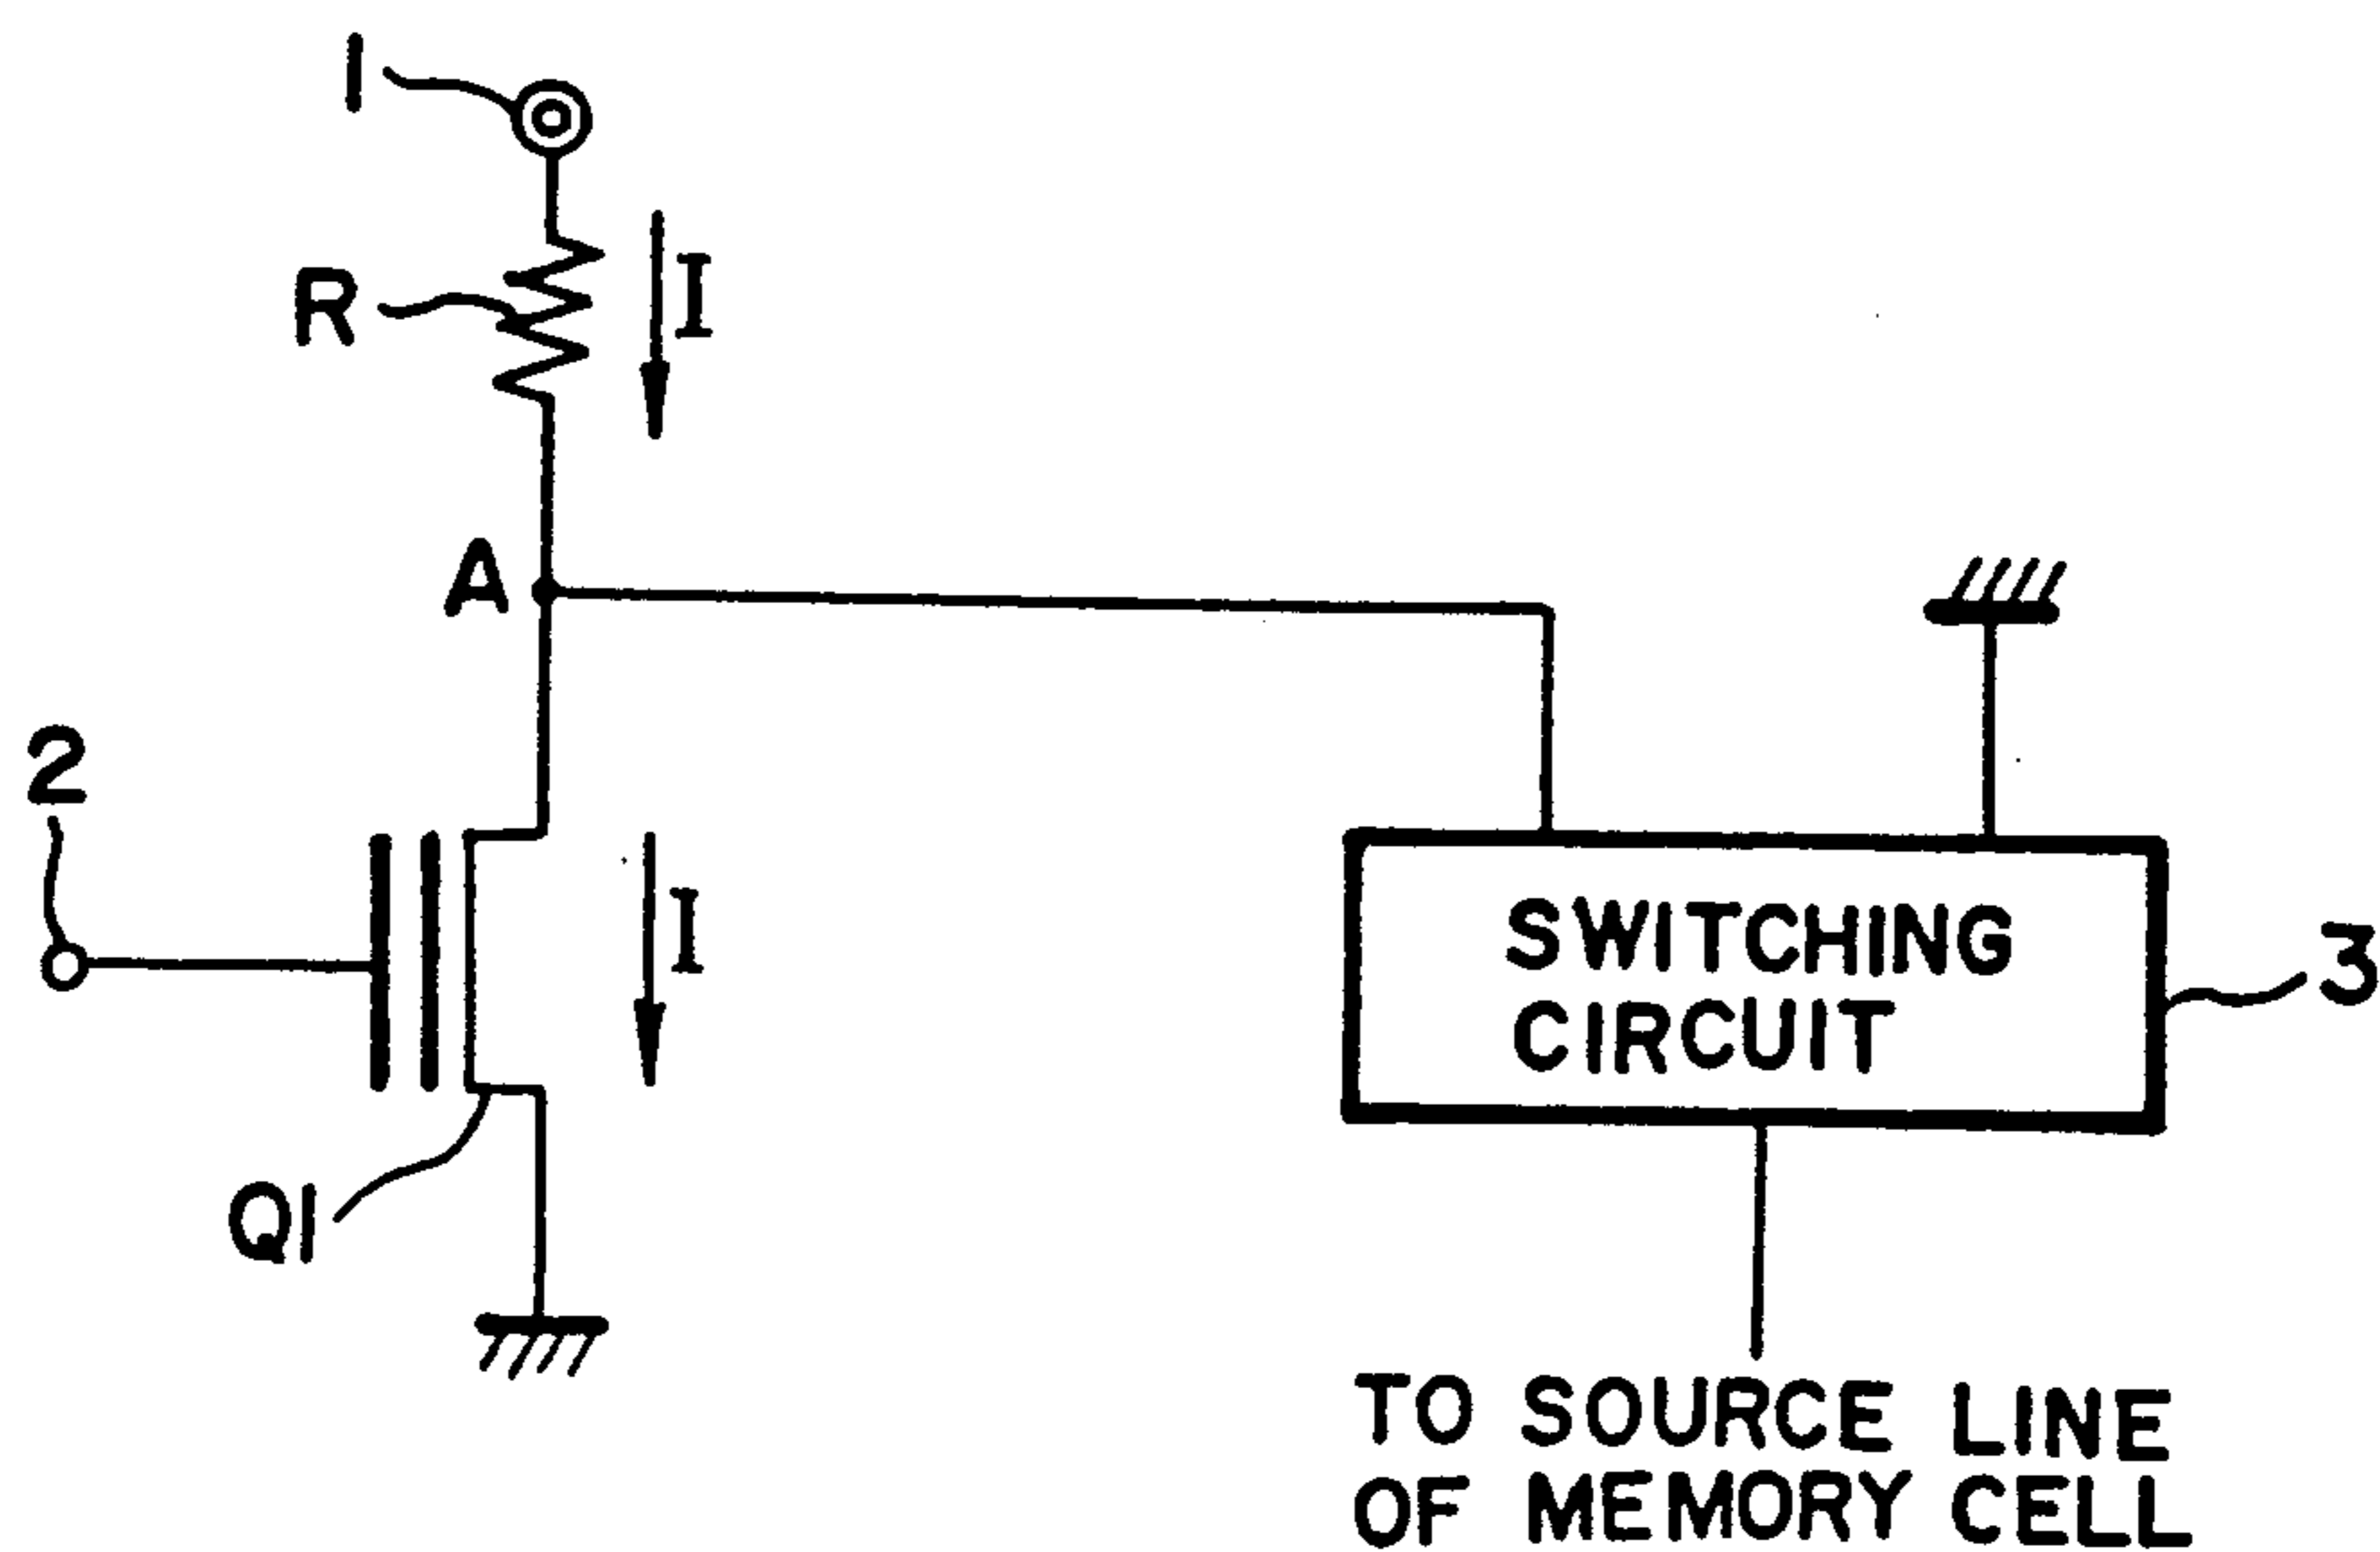 1
R
I
A
2
I
SWITCHING
CIRCUIT
3
Q1
TO SOURCE LINE
OF MEMORY CELL